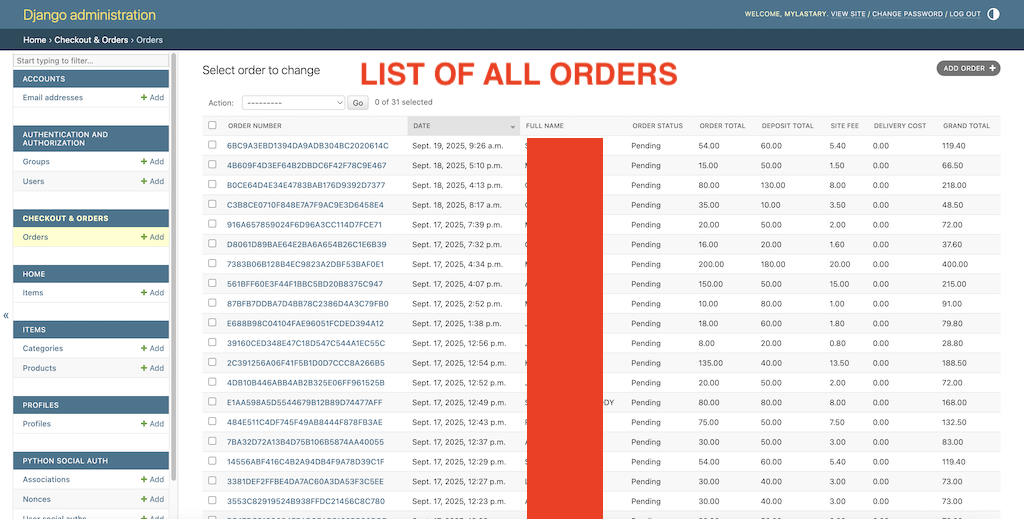 Django administration
WELCOME, MYLASTARY. VIEW SITE / CHANGE PASSWORD / LOG OUT
Home › Checkout & Orders › Orders
Start typing to filter...
ACCOUNTS
Email addresses + Add
AUTHENTICATION AND AUTHORIZATION
Groups + Add
Users + Add
CHECKOUT & ORDERS
Orders + Add
HOME
Items + Add
ITEMS
Categories + Add
Products + Add
PROFILES
Profiles + Add
PYTHON SOCIAL AUTH
Associations + Add
Nonces + Add
User social auths + Add
«
Select order to change
LIST OF ALL ORDERS
ADD ORDER +
Action: --------- Go 0 of 31 selected
ORDER NUMBER DATE FULL NAME ORDER STATUS ORDER TOTAL DEPOSIT TOTAL SITE FEE DELIVERY COST GRAND TOTAL
6BC9A3EBD1394DA9ADB304BC2020614C Sept. 19, 2025, 9:26 a.m. Pending 54.00 60.00 5.40 0.00 119.40
4B609F4D3EF64B2DBDC6F42F78C9E467 Sept. 18, 2025, 5:10 p.m. Pending 15.00 50.00 1.50 0.00 66.50
B0CE64D4E34E4783BAB176D9392D7377 Sept. 18, 2025, 4:13 p.m. Pending 80.00 130.00 8.00 0.00 218.00
C3B8CE0710F848E7A7F9AC9E3D6458E4 Sept. 18, 2025, 8:17 a.m. Pending 35.00 10.00 3.50 0.00 48.50
916A657859024F6D96A3CC114D7FCE71 Sept. 17, 2025, 7:39 p.m. Pending 20.00 50.00 2.00 0.00 72.00
D8061D89BAE64E2BA6A654B26C1E6B39 Sept. 17, 2025, 7:32 p.m. Pending 16.00 20.00 1.60 0.00 37.60
7383B06B128B4EC9823A2DBF53BAF0E1 Sept. 17, 2025, 4:34 p.m. Pending 200.00 180.00 20.00 0.00 400.00
561BFF60E3F44F1BBC5BD20B8375C947 Sept. 17, 2025, 4:07 p.m. Pending 150.00 50.00 15.00 0.00 215.00
87BFB7DDBA7D4BB78C2386D4A3C79FB0 Sept. 17, 2025, 2:52 p.m. Pending 10.00 80.00 1.00 0.00 91.00
E688B98C04104FAE96051FCDED394A12 Sept. 17, 2025, 1:38 p.m. Pending 18.00 60.00 1.80 0.00 79.80
39160CED348E47C18D547C544A1EC55C Sept. 17, 2025, 12:56 p.m. Pending 8.00 20.00 0.80 0.00 28.80
2C391256A06F41F5B1D0D7CCC8A266B5 Sept. 17, 2025, 12:54 p.m. Pending 135.00 40.00 13.50 0.00 188.50
4DB10B446ABB4AB2B325E06FF961525B Sept. 17, 2025, 12:52 p.m. Pending 20.00 50.00 2.00 0.00 72.00
E1AA598A5D5544679B12B89D74477AFF Sept. 17, 2025, 12:49 p.m. DY Pending 80.00 80.00 8.00 0.00 168.00
484E511C4DF745F49AB8444F878FB3AE Sept. 17, 2025, 12:43 p.m. Pending 75.00 50.00 7.50 0.00 132.50
7BA32D72A13B4D75B106B5874AA40055 Sept. 17, 2025, 12:37 p.m. Pending 30.00 50.00 3.00 0.00 83.00
14556ABF416C4B2A94DB4F9A78D39C1F Sept. 17, 2025, 12:29 p.m. Pending 54.00 60.00 5.40 0.00 119.40
3381DEF2FFBE4DA7AC60A3DA53F3C5EE Sept. 17, 2025, 12:27 p.m. Pending 30.00 40.00 3.00 0.00 73.00
3553C82919524B938FFDC21456C8C780 Sept. 17, 2025, 12:23 p.m. Pending 30.00 40.00 3.00 0.00 73.00